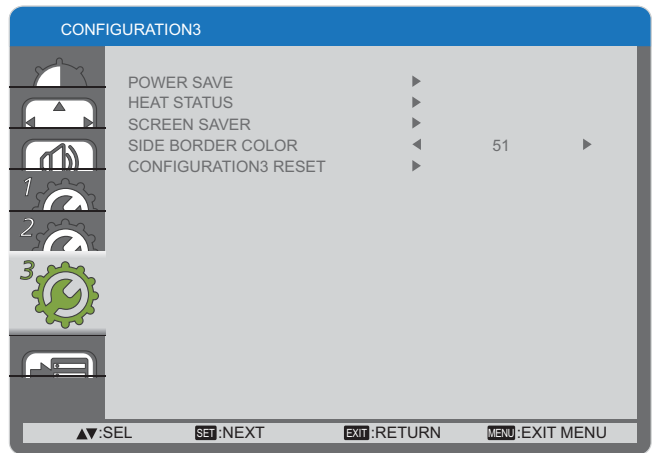 CONFIGURATION3
POWER SAVE
HEAT STATUS
SCREEN SAVER
SIDE BORDER COLOR 51
CONFIGURATION3 RESET
1
2
3
▲▼:SEL SET:NEXT EXIT:RETURN MENU:EXIT MENU